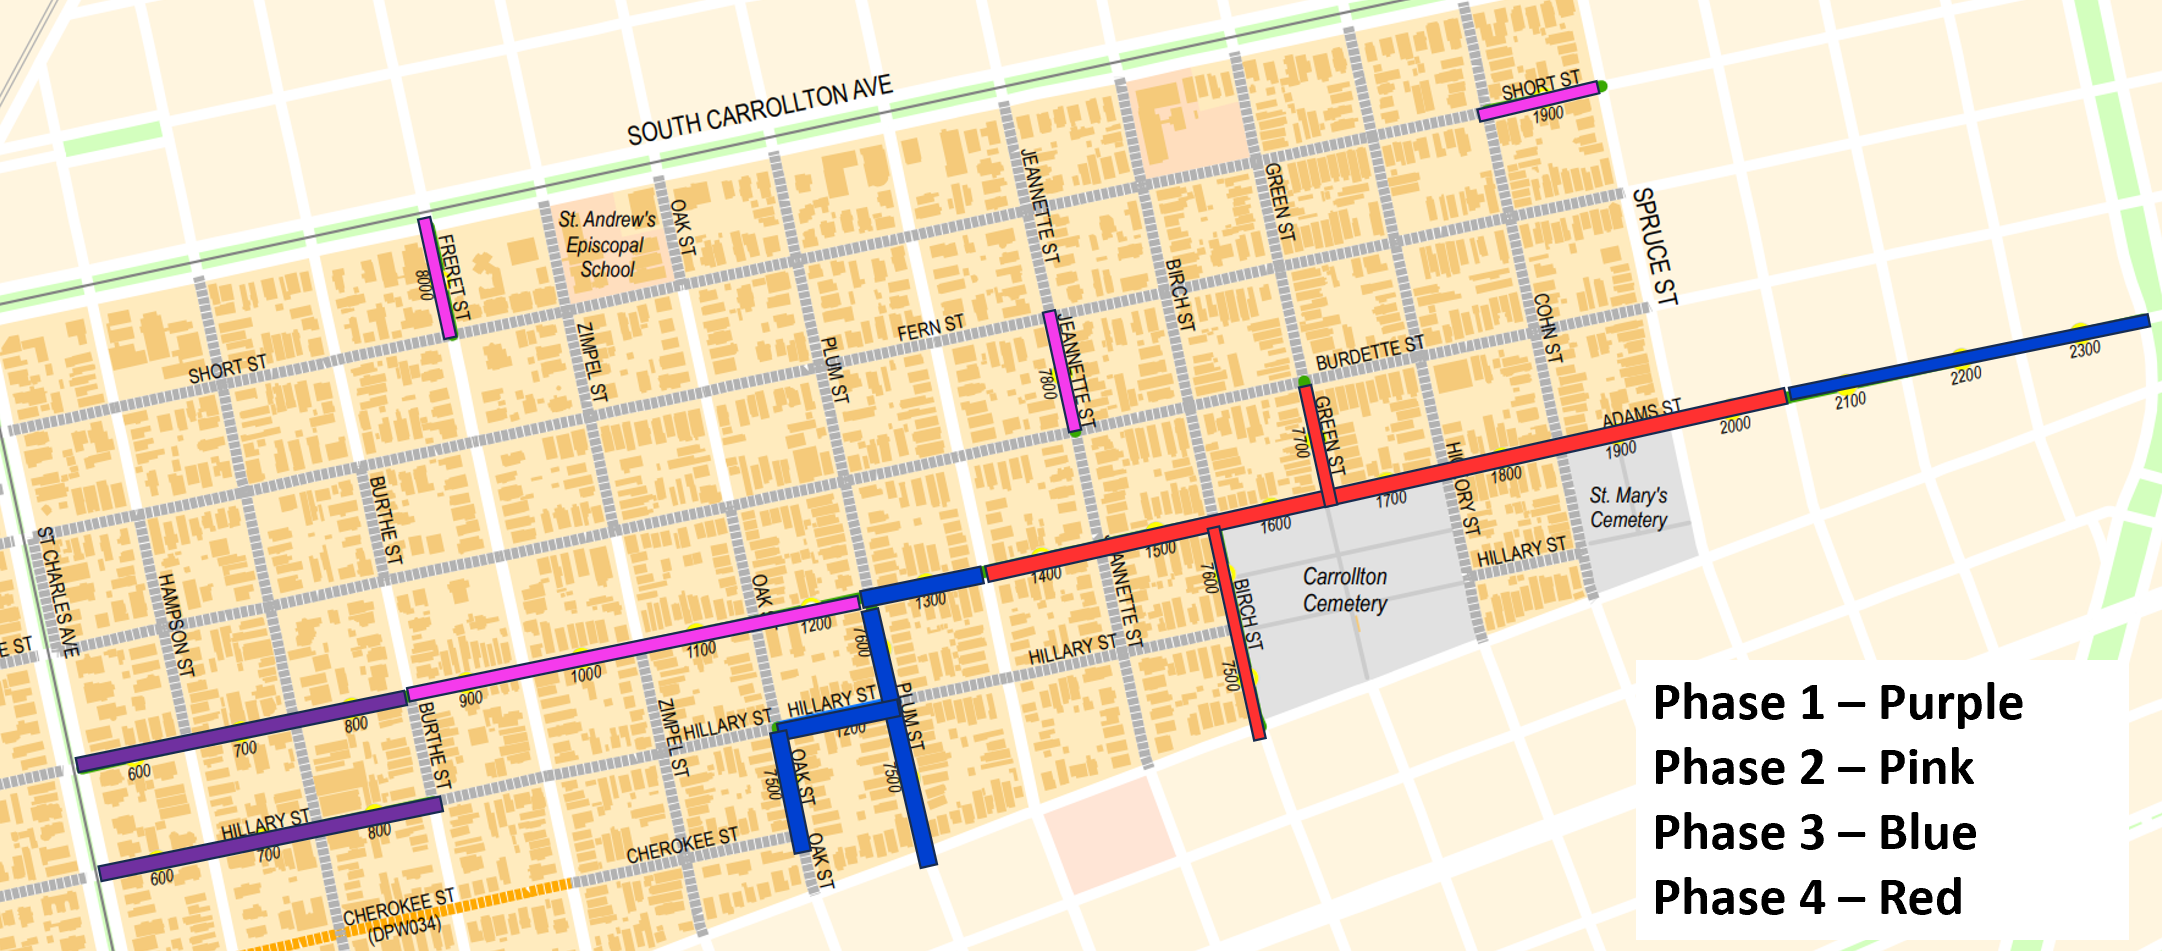 SOUTH CARROLLTON AVE
SHORT ST
1900
SPRUCE ST
JEANNETTE ST
GREEN ST
OAK ST
St. Andrew's
Episcopal
School
FRERET ST
8000
BIRCH ST
COHN ST
FERN ST
ZIMPEL ST
PLUM ST
SHORT ST
JEANNETTE ST
7800
BURDETTE ST
2300
2200
2100
ADAMS ST
2000
1900
1800
1700
1600
1500
1400
1300
1200
1100
1000
900
800
700
600
GREEN ST
7700
HICKORY ST
St. Mary's
Cemetery
BURTHE ST
ST CHARLES AVE
HAMPSON ST
OAK
JEANNETTE ST
HILLARY ST
Carrollton
Cemetery
7600
BIRCH ST
7500
HILLARY ST
E ST
7600
PLUM ST
7500
HILLARY ST
1200
HILLARY ST
ZIMPEL ST
BURTHE ST
OAK ST
7500
OAK ST
HILLARY ST
800
700
600
CHEROKEE ST
CHEROKEE ST
(DPW034)
Phase 1 – Purple
Phase 2 – Pink
Phase 3 – Blue
Phase 4 – Red